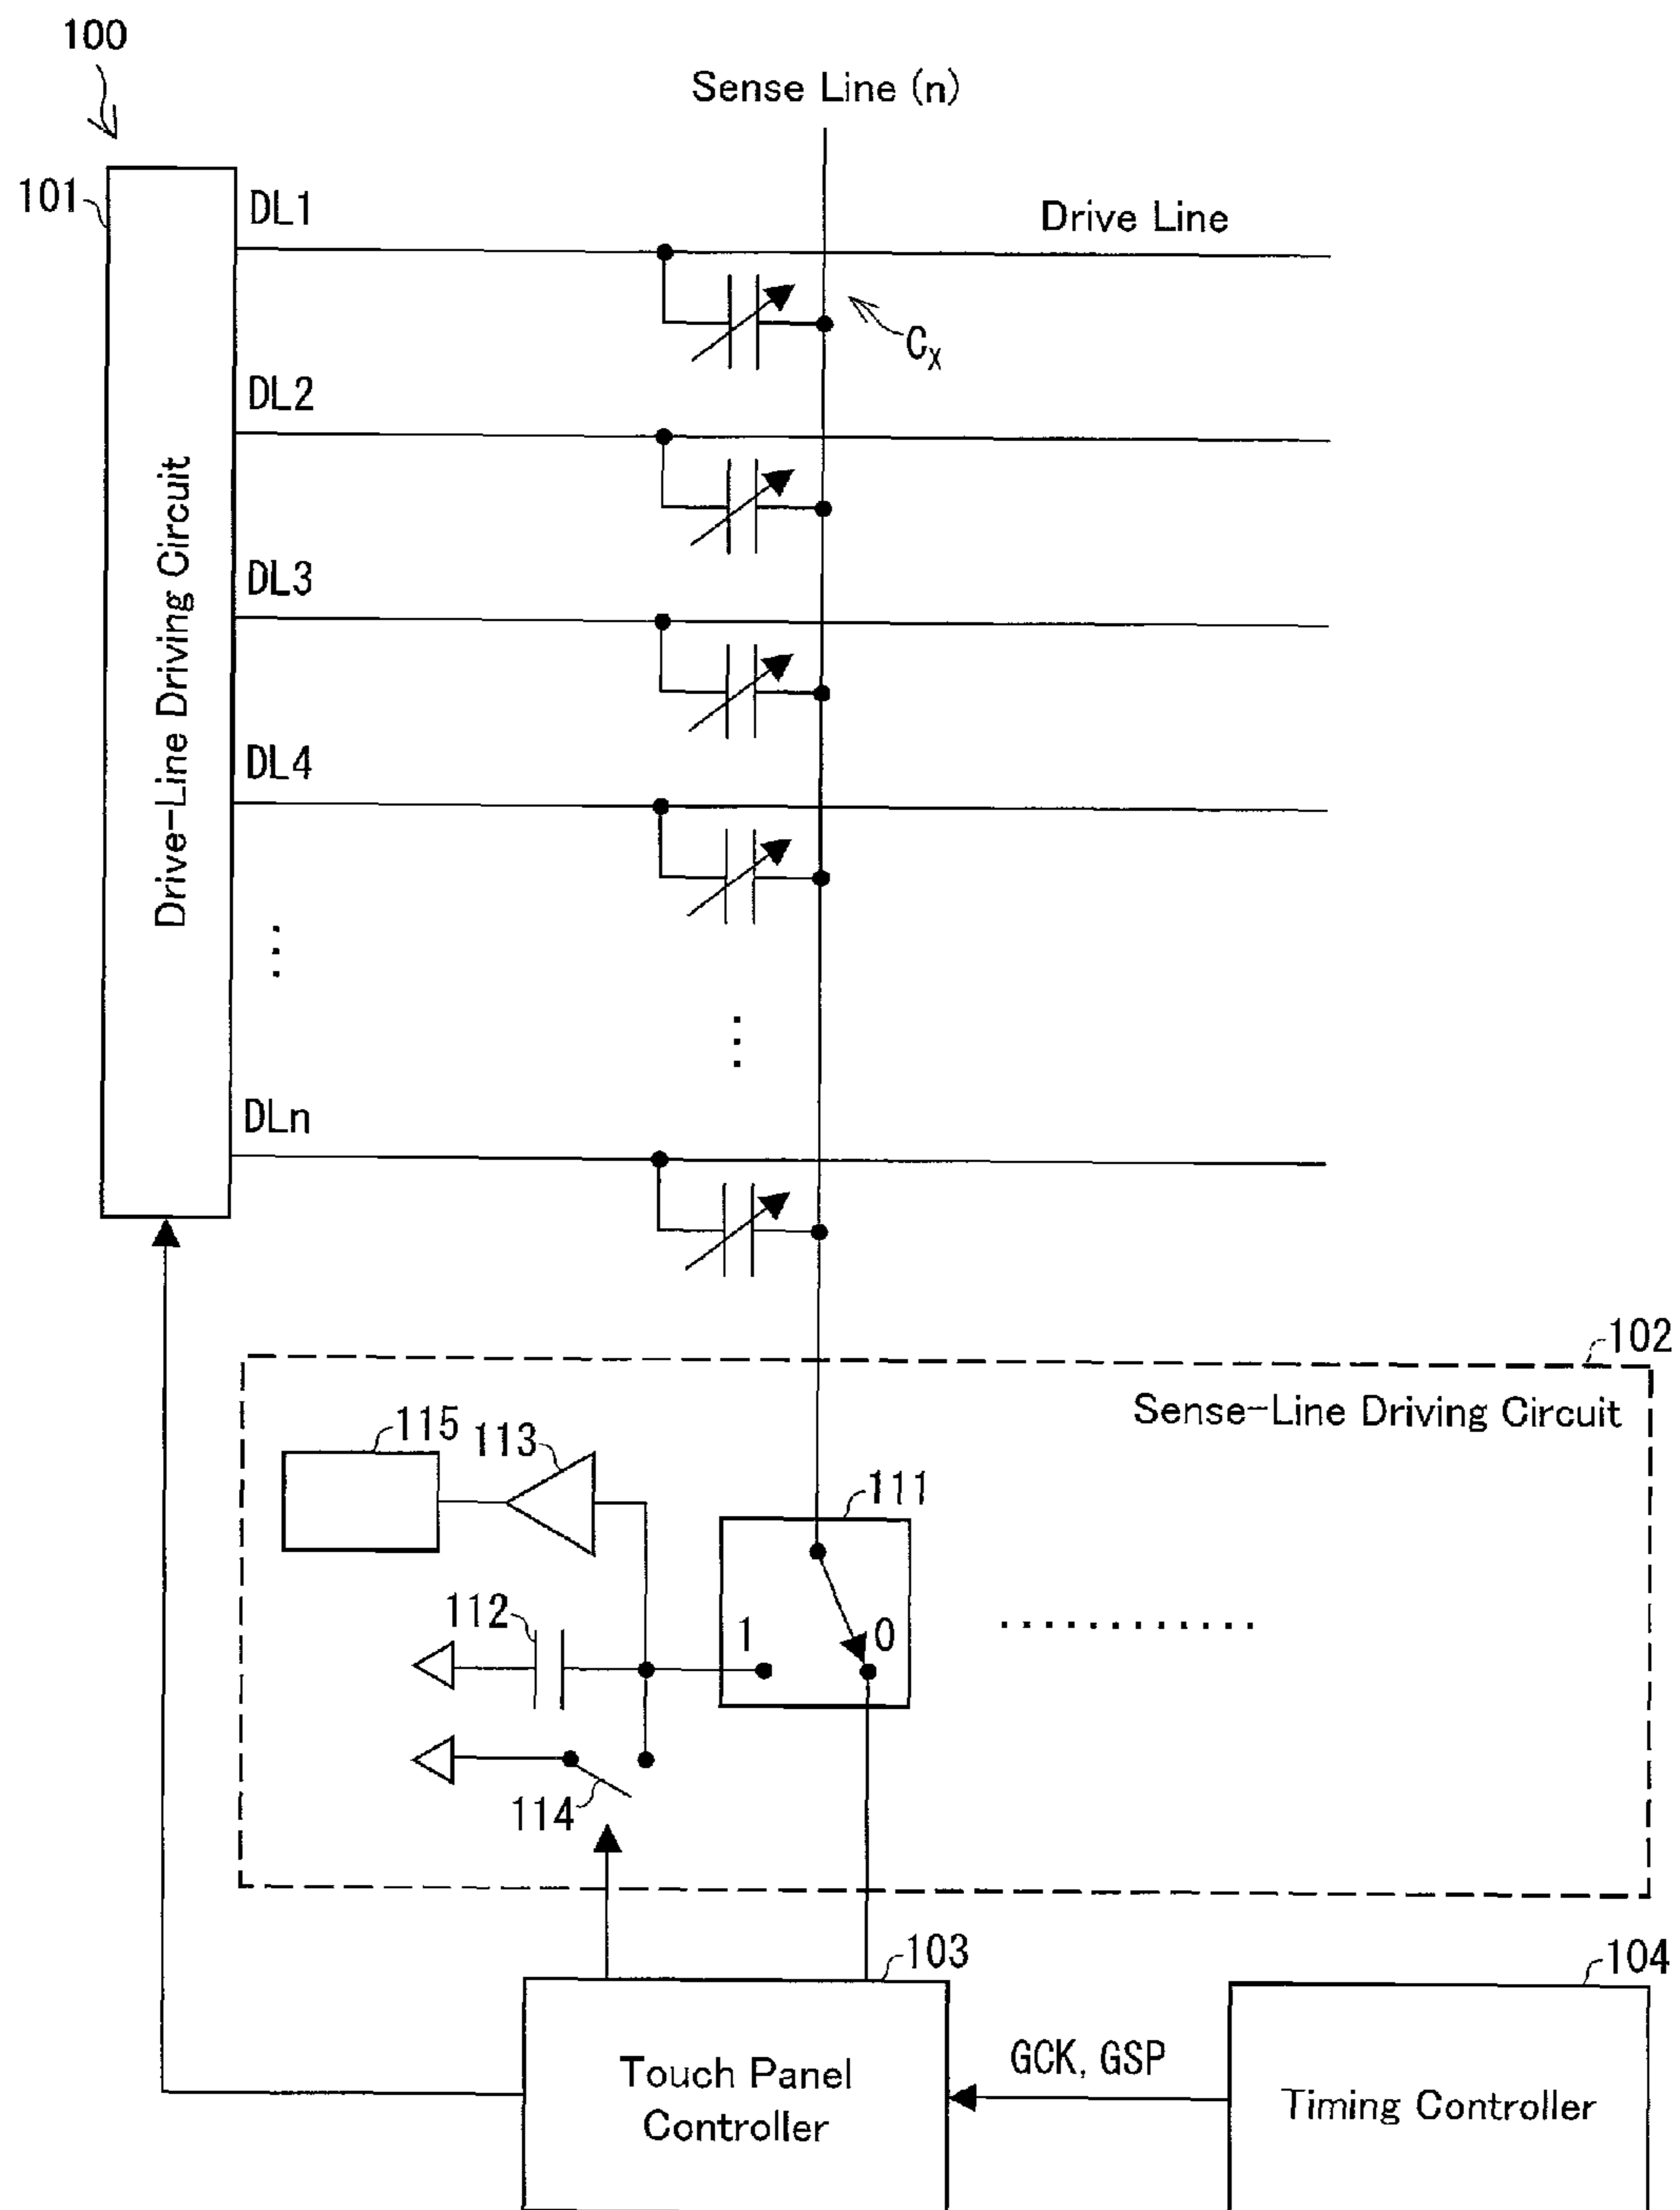 100
Sense Line (n)
101
DL1
Drive Line
Cx
DL2
DL3
DL4
Drive-Line Driving Circuit
⋮
⋮
DLn
102
Sense-Line Driving Circuit
115
113
111
112
1
0
............
114
103
104
GCK, GSP
Touch Panel
Controller
Timing Controller